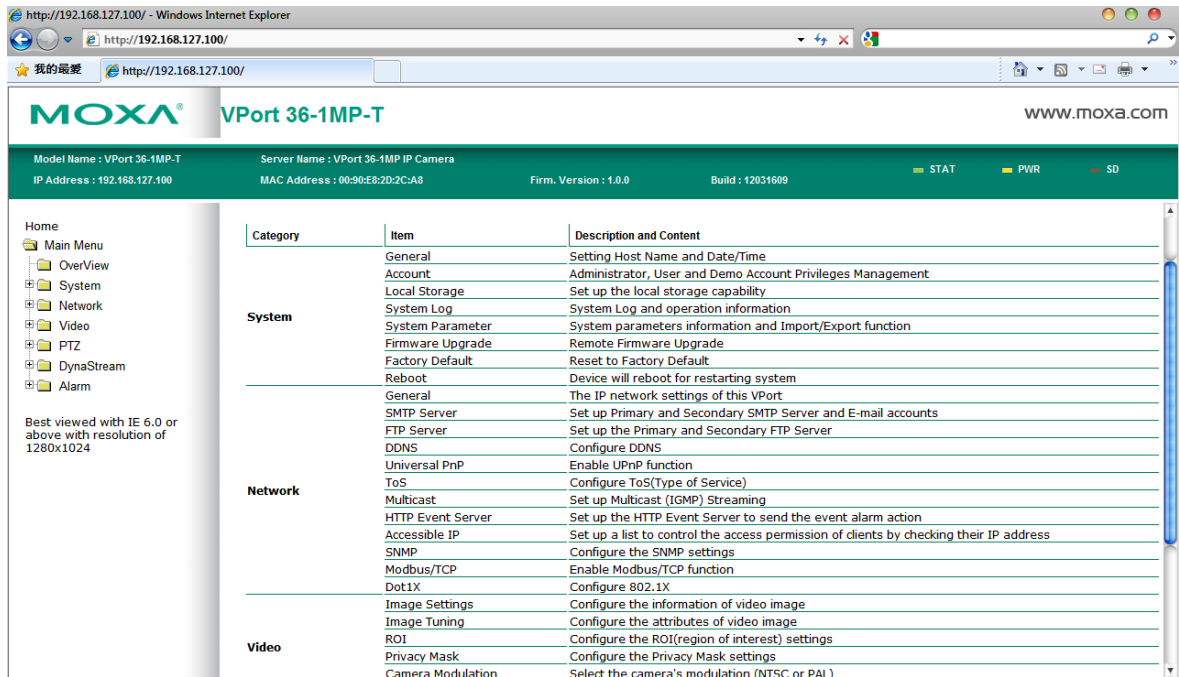 http://192.168.127.100/ - Windows Internet Explorer
http://192.168.127.100/
我的最愛 http://192.168.127.100/
MOXA® VPort 36-1MP-T www.moxa.com
Model Name : VPort 36-1MP-T Server Name : VPort 36-1MP IP Camera
IP Address : 192.168.127.100 MAC Address : 00:90:E8:2D:2C:A8 Firm. Version : 1.0.0 Build : 12031609 STAT PWR SD
Home
Main Menu
OverView
System
Network
Video
PTZ
DynaStream
Alarm
Best viewed with IE 6.0 or
above with resolution of
1280x1024
Category Item Description and Content
System
General Setting Host Name and Date/Time
Account Administrator, User and Demo Account Privileges Management
Local Storage Set up the local storage capability
System Log System Log and operation information
System Parameter System parameters information and Import/Export function
Firmware Upgrade Remote Firmware Upgrade
Factory Default Reset to Factory Default
Reboot Device will reboot for restarting system
Network
General The IP network settings of this VPort
SMTP Server Set up Primary and Secondary SMTP Server and E-mail accounts
FTP Server Set up the Primary and Secondary FTP Server
DDNS Configure DDNS
Universal PnP Enable UPnP function
ToS Configure ToS(Type of Service)
Multicast Set up Multicast (IGMP) Streaming
HTTP Event Server Set up the HTTP Event Server to send the event alarm action
Accessible IP Set up a list to control the access permission of clients by checking their IP address
SNMP Configure the SNMP settings
Modbus/TCP Enable Modbus/TCP function
Dot1X Configure 802.1X
Video
Image Settings Configure the information of video image
Image Tuning Configure the attributes of video image
ROI Configure the ROI(region of interest) settings
Privacy Mask Configure the Privacy Mask settings
Camera Modulation Select the camera's modulation (NTSC or PAL)